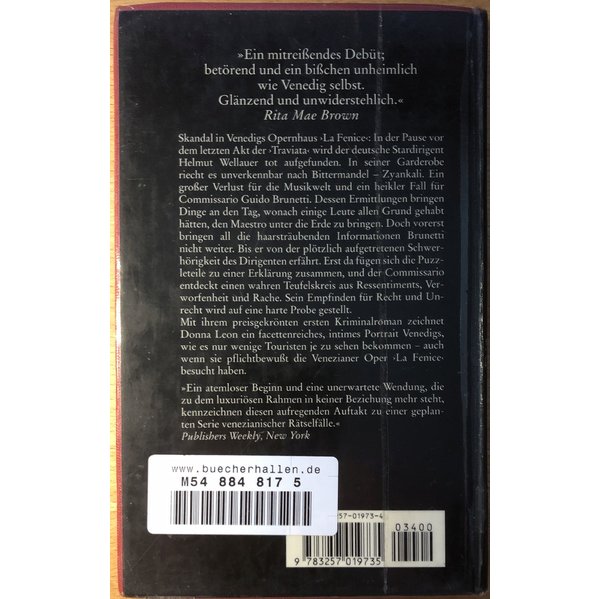 »Ein mitreißendes Debüt;
betörend und ein bißchen unheimlich
wie Venedig selbst.
Glänzend und unwiderstehlich.«
Rita Mae Brown
Skandal in Venedigs Opernhaus ›La Fenice‹: In der Pause vor
dem letzten Akt der ›Traviata‹ wird der deutsche Stardirigent
Helmut Wellauer tot aufgefunden. In seiner Garderobe
riecht es unverkennbar nach Bittermandel – Zyankali. Ein
großer Verlust für die Musikwelt und ein heikler Fall für
Commissario Guido Brunetti. Dessen Ermittlungen bringen
Dinge an den Tag, wonach einige Leute allen Grund gehabt
hätten, den Maestro unter die Erde zu bringen. Doch vorerst
bringen all die haarsträubenden Informationen Brunetti
nicht weiter. Bis er von der plötzlich aufgetretenen Schwer-
hörigkeit des Dirigenten erfährt. Erst da fügen sich die Puzz-
leteile zu einer Erklärung zusammen, und der Commissario
entdeckt einen wahren Teufelskreis aus Ressentiments, Ver-
worfenheit und Rache. Sein Empfinden für Recht und Un-
recht wird auf eine harte Probe gestellt.
Mit ihrem preisgekrönten ersten Kriminalroman zeichnet
Donna Leon ein facettenreiches, intimes Portrait Venedigs,
wie es nur wenige Touristen je zu sehen bekommen – auch
wenn sie pflichtbewußt die Venezianer Oper ›La Fenice‹
besucht haben.
»Ein atemloser Beginn und eine unerwartete Wendung, die
zu dem luxuriösen Rahmen in keiner Beziehung mehr steht,
kennzeichnen diesen aufregenden Auftakt zu einer geplan-
ten Serie venezianischer Rätselfälle.«
Publishers Weekly, New York
www.buecherhallen.de
M54 884 817 5
57-01973-4
03400
9 783257 019735